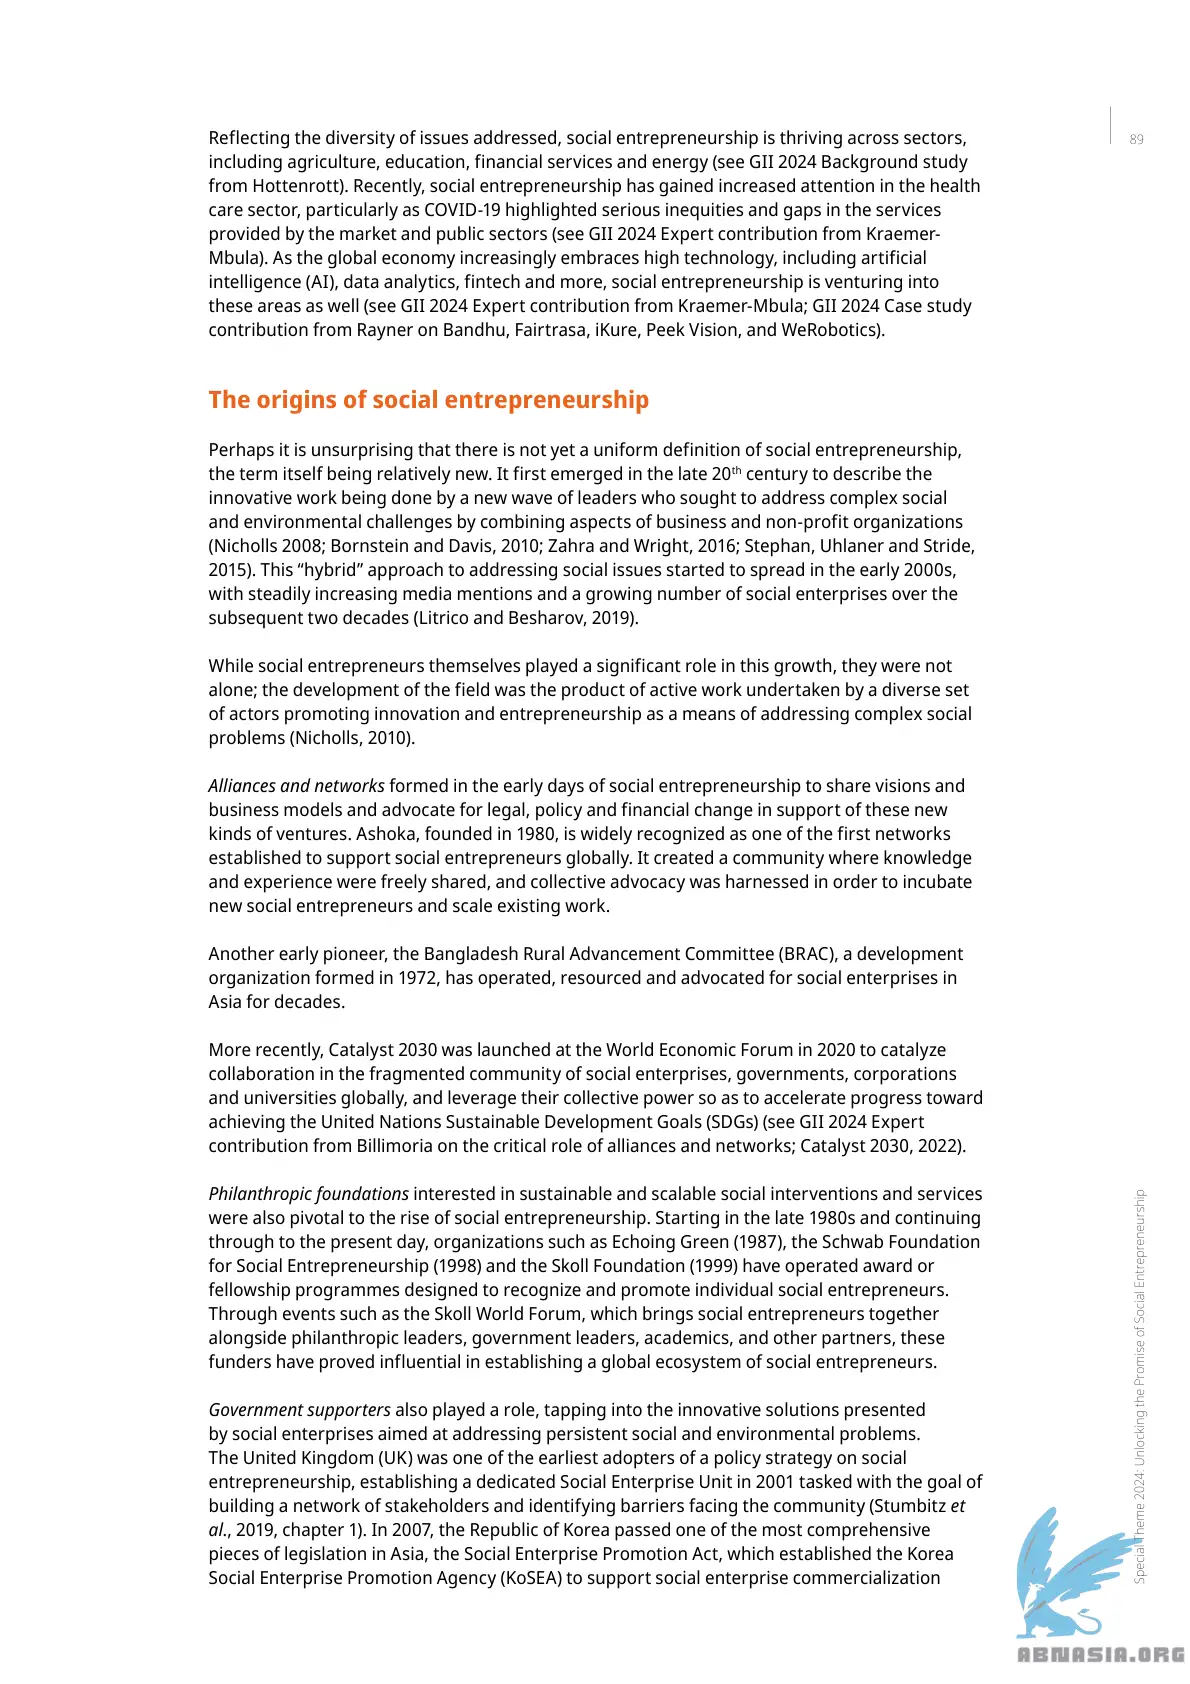 89
Reflecting the diversity of issues addressed, social entrepreneurship is thriving across sectors,
including agriculture, education, financial services and energy (see GII 2024 Background study
from Hottenrott). Recently, social entrepreneurship has gained increased attention in the health
care sector, particularly as COVID-19 highlighted serious inequities and gaps in the services
provided by the market and public sectors (see GII 2024 Expert contribution from Kraemer-
Mbula). As the global economy increasingly embraces high technology, including artificial
intelligence (AI), data analytics, fintech and more, social entrepreneurship is venturing into
these areas as well (see GII 2024 Expert contribution from Kraemer-Mbula; GII 2024 Case study
contribution from Rayner on Bandhu, Fairtrasa, iKure, Peek Vision, and WeRobotics).
The origins of social entrepreneurship
Perhaps it is unsurprising that there is not yet a uniform definition of social entrepreneurship,
the term itself being relatively new. It first emerged in the late 20th century to describe the
innovative work being done by a new wave of leaders who sought to address complex social
and environmental challenges by combining aspects of business and non-profit organizations
(Nicholls 2008; Bornstein and Davis, 2010; Zahra and Wright, 2016; Stephan, Uhlaner and Stride,
2015). This “hybrid” approach to addressing social issues started to spread in the early 2000s,
with steadily increasing media mentions and a growing number of social enterprises over the
subsequent two decades (Litrico and Besharov, 2019).
While social entrepreneurs themselves played a significant role in this growth, they were not
alone; the development of the field was the product of active work undertaken by a diverse set
of actors promoting innovation and entrepreneurship as a means of addressing complex social
problems (Nicholls, 2010).
Alliances and networks formed in the early days of social entrepreneurship to share visions and
business models and advocate for legal, policy and financial change in support of these new
kinds of ventures. Ashoka, founded in 1980, is widely recognized as one of the first networks
established to support social entrepreneurs globally. It created a community where knowledge
and experience were freely shared, and collective advocacy was harnessed in order to incubate
new social entrepreneurs and scale existing work.
Another early pioneer, the Bangladesh Rural Advancement Committee (BRAC), a development
organization formed in 1972, has operated, resourced and advocated for social enterprises in
Asia for decades.
More recently, Catalyst 2030 was launched at the World Economic Forum in 2020 to catalyze
collaboration in the fragmented community of social enterprises, governments, corporations
and universities globally, and leverage their collective power so as to accelerate progress toward
achieving the United Nations Sustainable Development Goals (SDGs) (see GII 2024 Expert
contribution from Billimoria on the critical role of alliances and networks; Catalyst 2030, 2022).
Philanthropic foundations interested in sustainable and scalable social interventions and services
were also pivotal to the rise of social entrepreneurship. Starting in the late 1980s and continuing
through to the present day, organizations such as Echoing Green (1987), the Schwab Foundation
for Social Entrepreneurship (1998) and the Skoll Foundation (1999) have operated award or
fellowship programmes designed to recognize and promote individual social entrepreneurs.
Through events such as the Skoll World Forum, which brings social entrepreneurs together
alongside philanthropic leaders, government leaders, academics, and other partners, these
funders have proved influential in establishing a global ecosystem of social entrepreneurs.
Government supporters also played a role, tapping into the innovative solutions presented
by social enterprises aimed at addressing persistent social and environmental problems.
The United Kingdom (UK) was one of the earliest adopters of a policy strategy on social
entrepreneurship, establishing a dedicated Social Enterprise Unit in 2001 tasked with the goal of
building a network of stakeholders and identifying barriers facing the community (Stumbitz et
al., 2019, chapter 1). In 2007, the Republic of Korea passed one of the most comprehensive
pieces of legislation in Asia, the Social Enterprise Promotion Act, which established the Korea
Social Enterprise Promotion Agency (KoSEA) to support social enterprise commercialization
Special Theme 2024: Unlocking the Promise of Social Entrepreneurship
ABNASIA.ORG